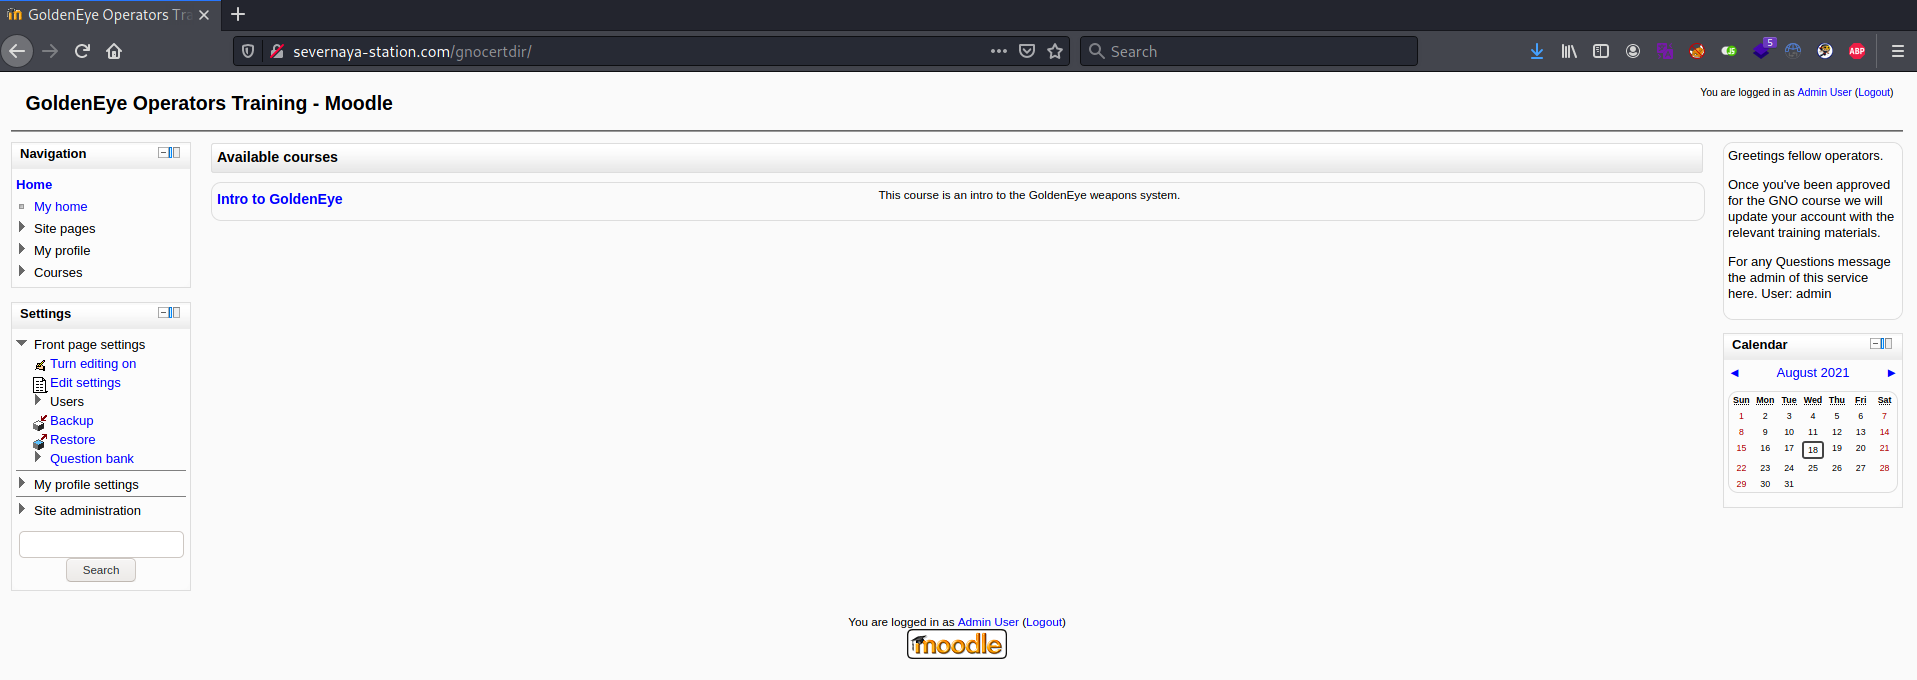 GoldenEye Operators Tra
severnaya-station.com/gnocertdir/
Search
5
JS
ABP
GoldenEye Operators Training - Moodle
You are logged in as Admin User (Logout)
Navigation
Home
My home
Site pages
My profile
Courses
Settings
Front page settings
Turn editing on
Edit settings
Users
Backup
Restore
Question bank
My profile settings
Site administration
Search
Available courses
Intro to GoldenEye
This course is an intro to the GoldenEye weapons system.
Greetings fellow operators.
Once you've been approved
for the GNO course we will
update your account with the
relevant training materials.
For any Questions message
the admin of this service
here. User: admin
Calendar
◄ August 2021 ►
Sun Mon Tue Wed Thu Fri Sat
1 2 3 4 5 6 7
8 9 10 11 12 13 14
15 16 17 18 19 20 21
22 23 24 25 26 27 28
29 30 31
You are logged in as Admin User (Logout)
moodle